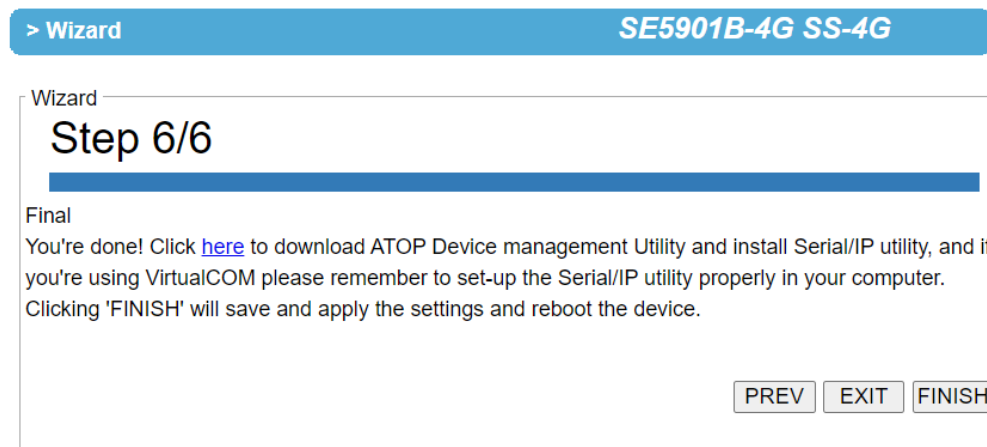 > Wizard
SE5901B-4G SS-4G
Wizard
Step 6/6
Final
You're done! Click here to download ATOP Device management Utility and install Serial/IP utility, and if
you're using VirtualCOM please remember to set-up the Serial/IP utility properly in your computer.
Clicking 'FINISH' will save and apply the settings and reboot the device.
PREV EXIT FINISH